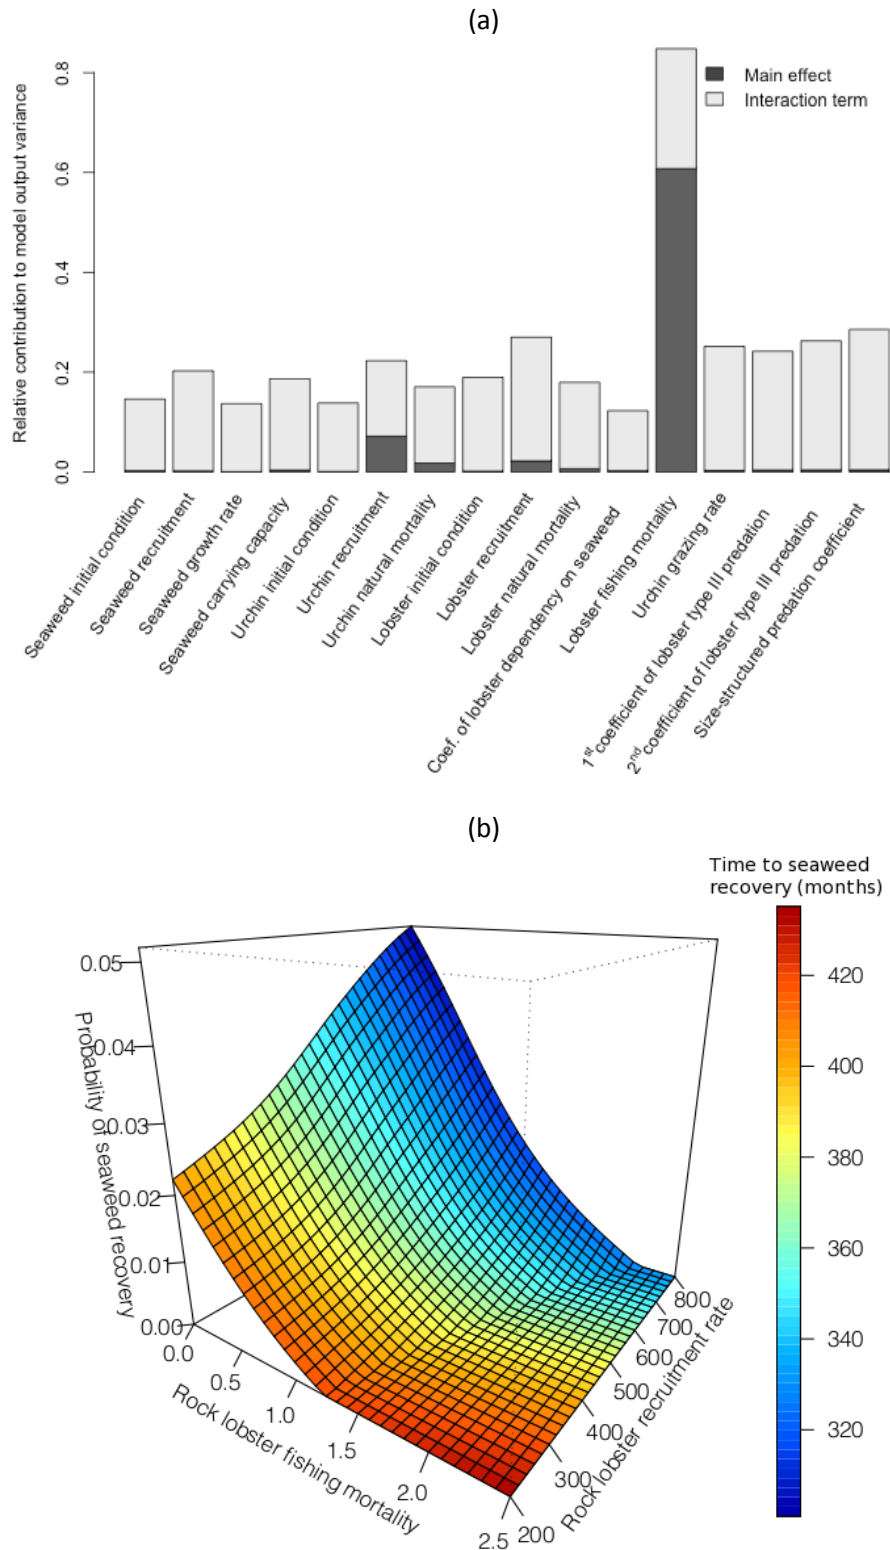 (a)
Relative contribution to model output variance
0.0
0.2
0.4
0.6
0.8
Main effect
Interaction term
Seaweed initial condition
Seaweed recruitment
Seaweed growth rate
Seaweed carrying capacity
Urchin initial condition
Urchin recruitment
Urchin natural mortality
Lobster initial condition
Lobster recruitment
Lobster natural mortality
Coef. of lobster dependency on seaweed
Lobster fishing mortality
Urchin grazing rate
1st coefficient of lobster type III predation
2nd coefficient of lobster type III predation
Size-structured predation coefficient
(b)
Time to seaweed
recovery (months)
420
400
380
360
340
320
Probability of seaweed recovery
0.05
0.04
0.03
0.02
0.01
0.00
0.0
0.5
1.0
1.5
2.0
2.5
Rock lobster fishing mortality
200
300
400
500
600
700
800
Rock lobster recruitment rate